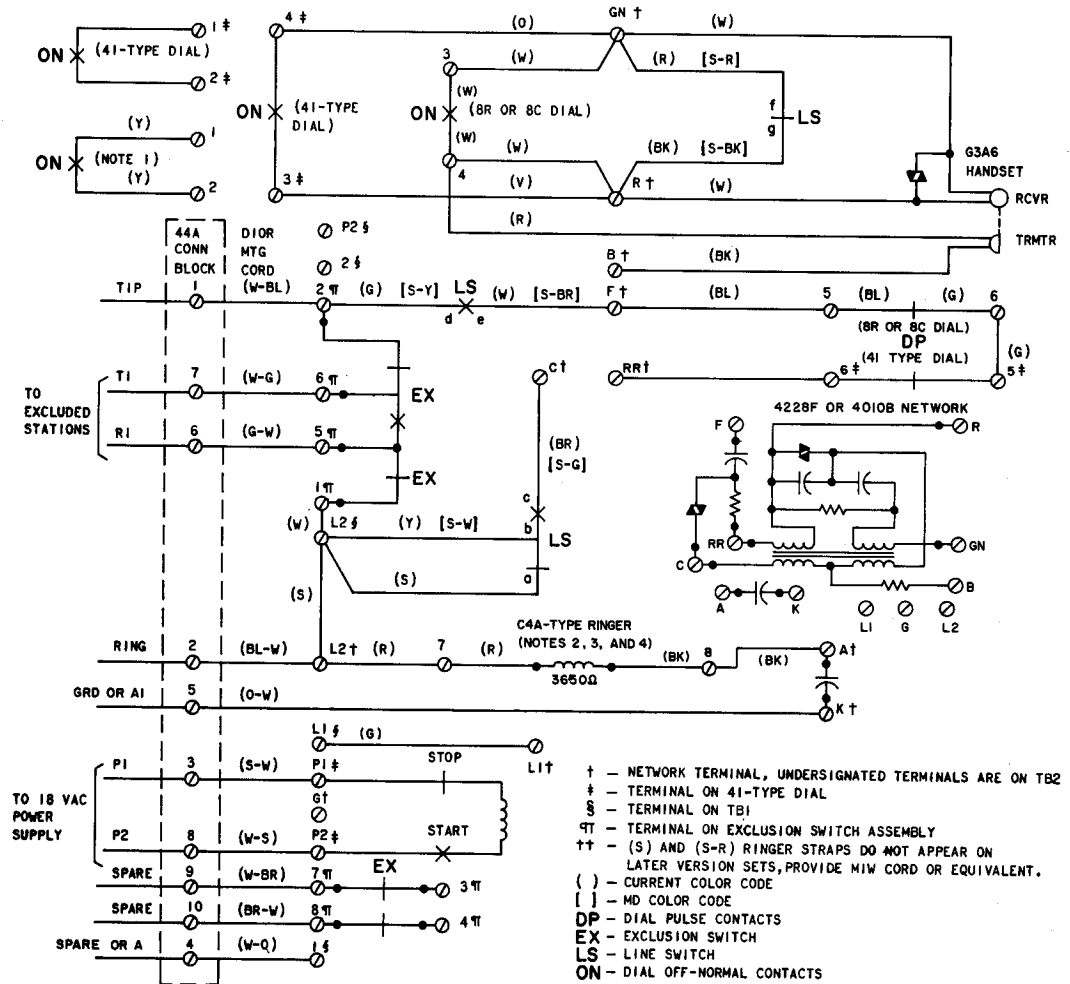 4 ‡ (O) GN † (W)
1 ‡
ON (41-TYPE DIAL)
2 ‡
3 (W) (R) [S-R]
(W)
ON (41-TYPE DIAL)
ON (8R OR 8C DIAL)
(W)
f
g LS
(Y) 1
ON (NOTE 1)
(Y) 2
4 (W) (BK) [S-BK]
3 ‡ (V) R † (W)
G3A6
HANDSET
RCVR
(R)
TRMTR
44A
CONN
BLOCK
DIOR
MTG
CORD
P2 §
2 §
B † (BK)
TIP 1 (W-BL) 2 ¶ (G) [S-Y] LS (W) [S-BR] F † (BL) 5 (BL) (G) 6
d e
(8R OR 8C DIAL)
DP
(41 TYPE DIAL)
(G)
T1 7 (W-G) 6 ¶ EX C † RR † 6 ‡ 5 ‡
TO
EXCLUDED
STATIONS
R1 6 (G-W) 5 ¶
EX
(BR)
[S-G]
1 ¶
c
b
LS
a
(W) L2 § (Y) [S-W]
(S)
(S)
4228F OR 4010B NETWORK
F R
RR GN
C
A K B
L1 G L2
C4A-TYPE RINGER
(NOTES 2, 3, AND 4)
RING 2 (BL-W) L2 † (R) 7 (R) (BK) 8 (BK) A †
3650Ω
GRD OR A1 5 (O-W) K †
L1 § (G) L1 †
P1 3 (S-W) P1 ‡ STOP
TO 18 VAC
POWER
SUPPLY
G †
P2 8 (W-S) P2 ‡ START
SPARE 9 (W-BR) 7 ¶ EX 3 ¶
SPARE 10 (BR-W) 8 ¶ 4 ¶
SPARE OR A 4 (W-O) 1 §
† – NETWORK TERMINAL, UNDERSIGNATED TERMINALS ARE ON TB2
‡ – TERMINAL ON 41-TYPE DIAL
§ – TERMINAL ON TB1
¶ – TERMINAL ON EXCLUSION SWITCH ASSEMBLY
†† – (S) AND (S-R) RINGER STRAPS DO NOT APPEAR ON
LATER VERSION SETS, PROVIDE MIW CORD OR EQUIVALENT.
( ) – CURRENT COLOR CODE
[ ] – MD COLOR CODE
DP – DIAL PULSE CONTACTS
EX – EXCLUSION SWITCH
LS – LINE SWITCH
ON – DIAL OFF-NORMAL CONTACTS